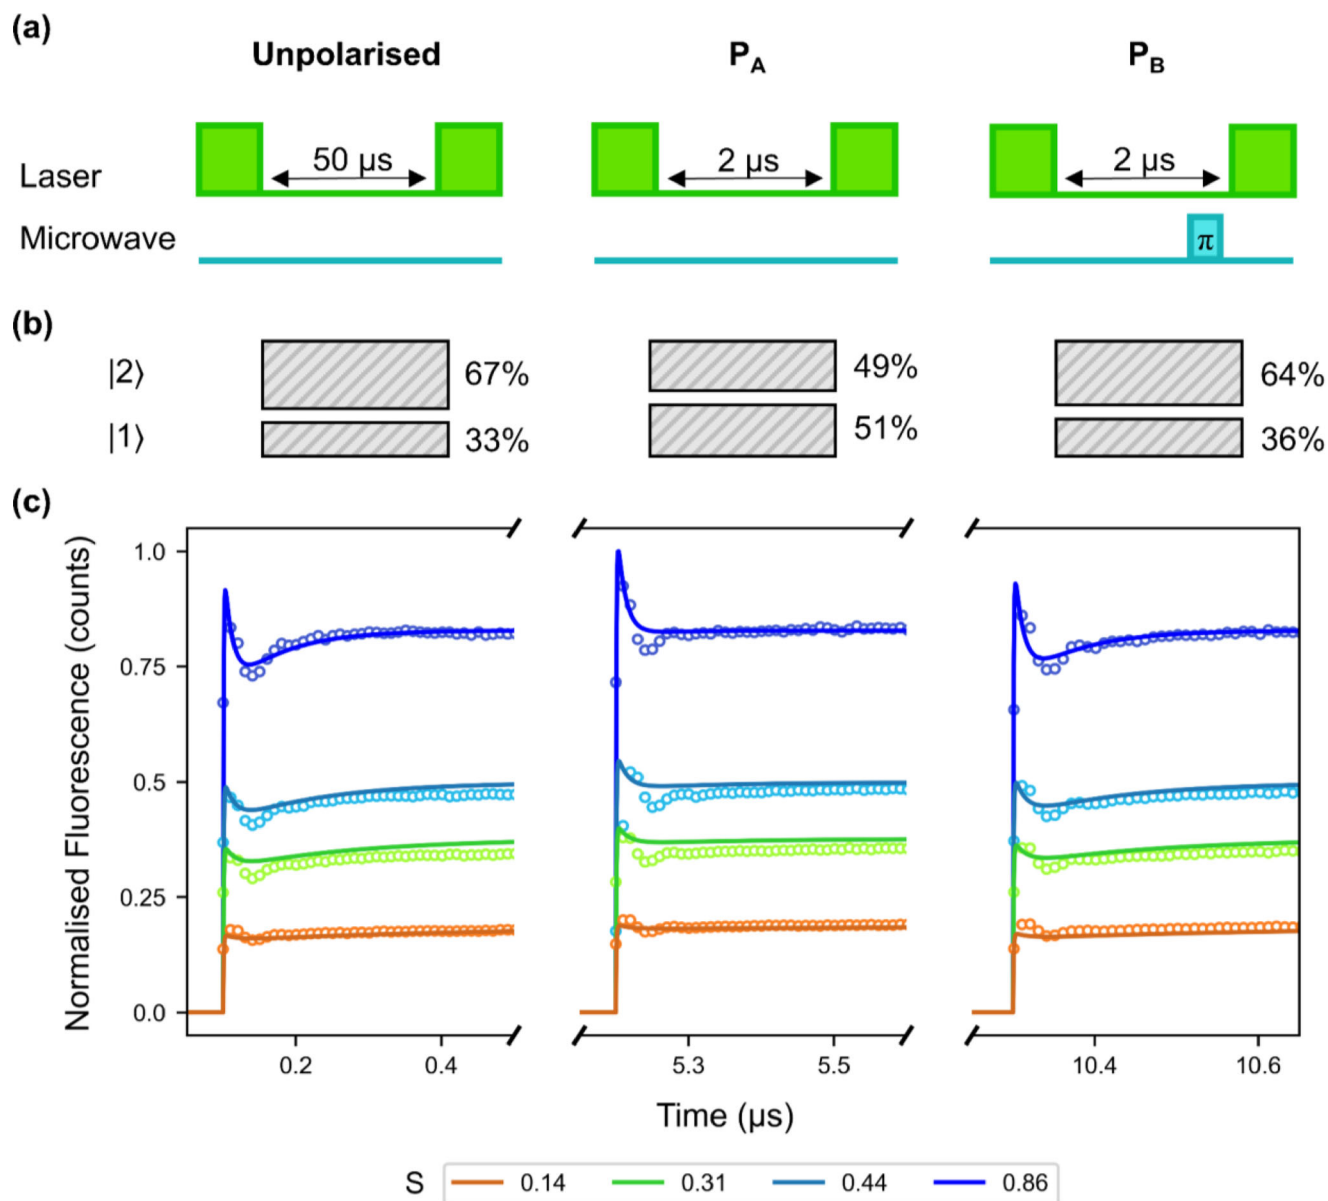 (a)
Unpolarised P_A P_B
50 µs 2 µs 2 µs
Laser
Microwave π
(b)
|2⟩ 67% 49% 64%
|1⟩ 33% 51% 36%
(c)
Normalised Fluorescence (counts)
1.0
0.75
0.5
0.25
0.0
0.2 0.4 5.3 5.5 10.4 10.6
Time (µs)
S 0.14 0.31 0.44 0.86